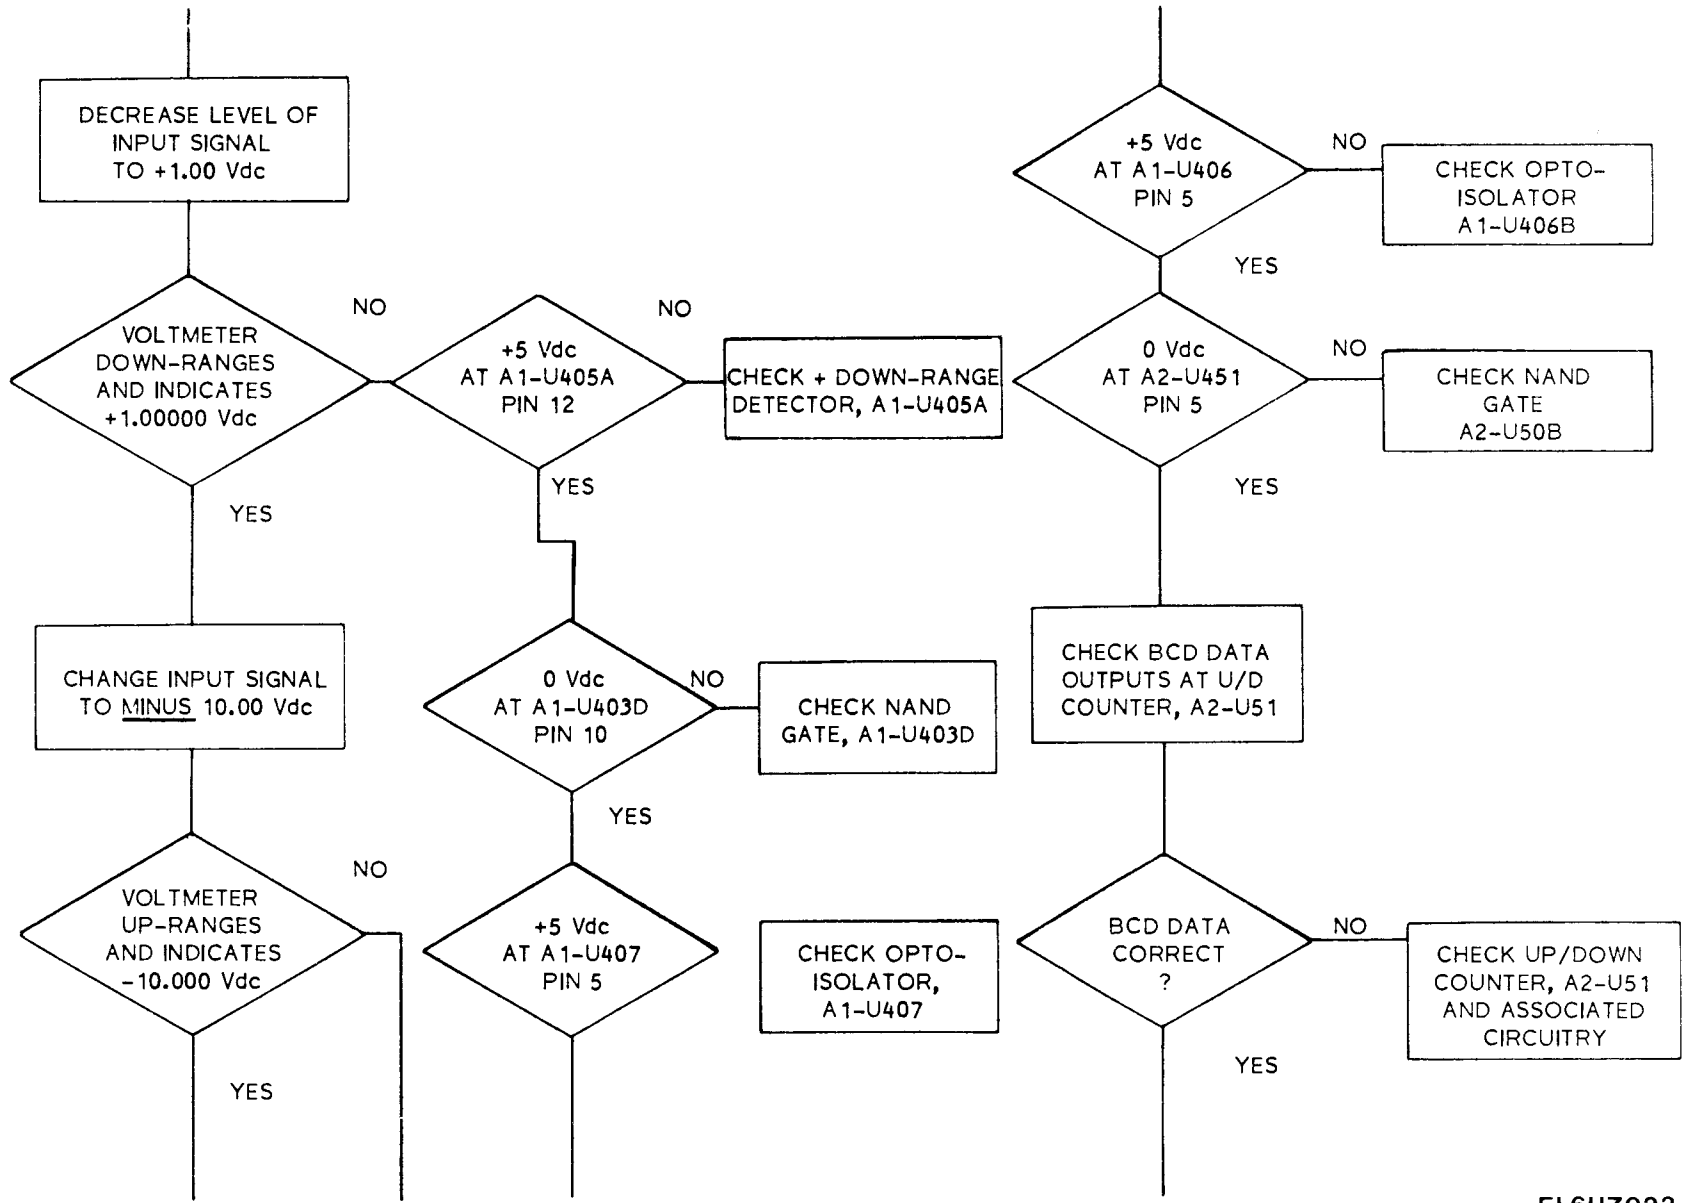 DECREASE LEVEL OF
INPUT SIGNAL
TO +1.00 Vdc
VOLTMETER
DOWN-RANGES
AND INDICATES
+1.00000 Vdc
NO
YES
CHANGE INPUT SIGNAL
TO MINUS 10.00 Vdc
VOLTMETER
UP-RANGES
AND INDICATES
-10.000 Vdc
NO
YES
+5 Vdc
AT A1-U405A
PIN 12
NO
YES
CHECK + DOWN-RANGE
DETECTOR, A1-U405A
0 Vdc
AT A1-U403D
PIN 10
NO
YES
CHECK NAND
GATE, A1-U403D
+5 Vdc
AT A1-U407
PIN 5
CHECK OPTO-
ISOLATOR,
A1-U407
+5 Vdc
AT A1-U406
PIN 5
NO
YES
CHECK OPTO-
ISOLATOR
A1-U406B
0 Vdc
AT A2-U451
PIN 5
NO
YES
CHECK NAND
GATE
A2-U50B
CHECK BCD DATA
OUTPUTS AT U/D
COUNTER, A2-U51
BCD DATA
CORRECT
?
NO
YES
CHECK UP/DOWN
COUNTER, A2-U51
AND ASSOCIATED
CIRCUITRY